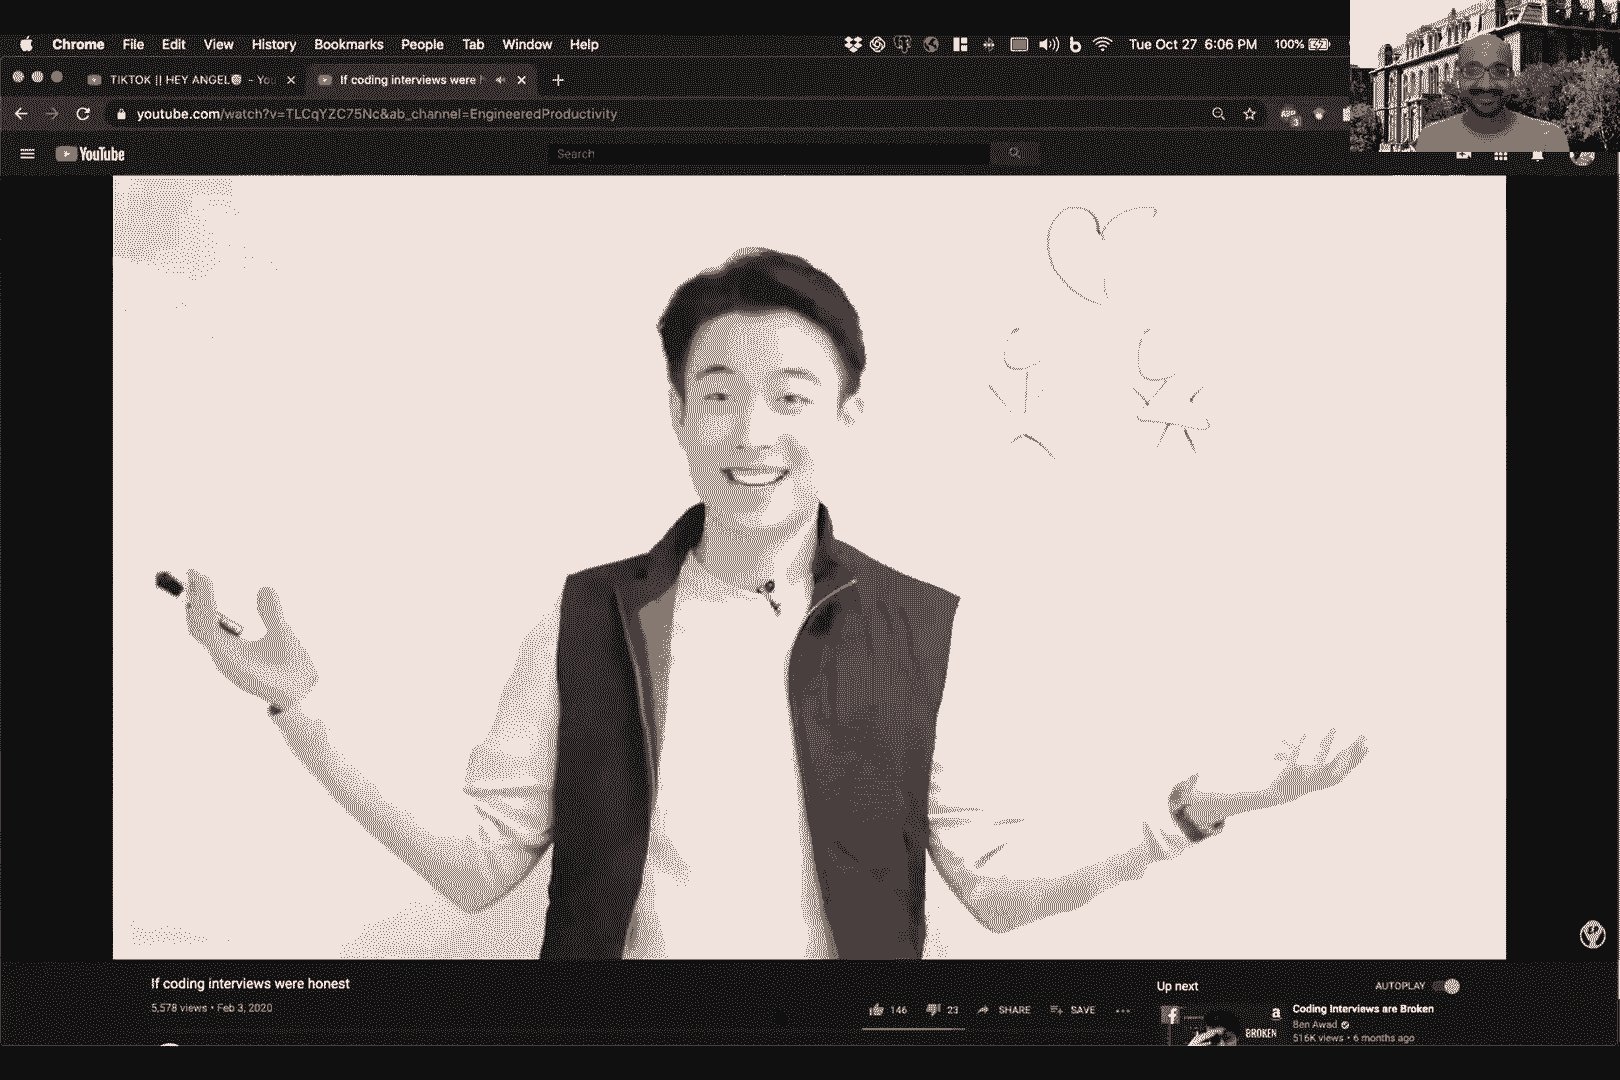 Chrome File Edit View History Bookmarks People Tab Window Help
Tue Oct 27 6:06 PM 100%
TIKTOK || HEY ANGEL - You
If coding interviews were h
youtube.com/watch?v=TLCqYZC75Nc&ab_channel=EngineeredProductivity
YouTube
Search
If coding interviews were honest
5,578 views • Feb 3, 2020
146 23 SHARE SAVE
Up next
AUTOPLAY
BROKEN
Coding Interviews are Broken
Ben Awad
516K views • 6 months ago